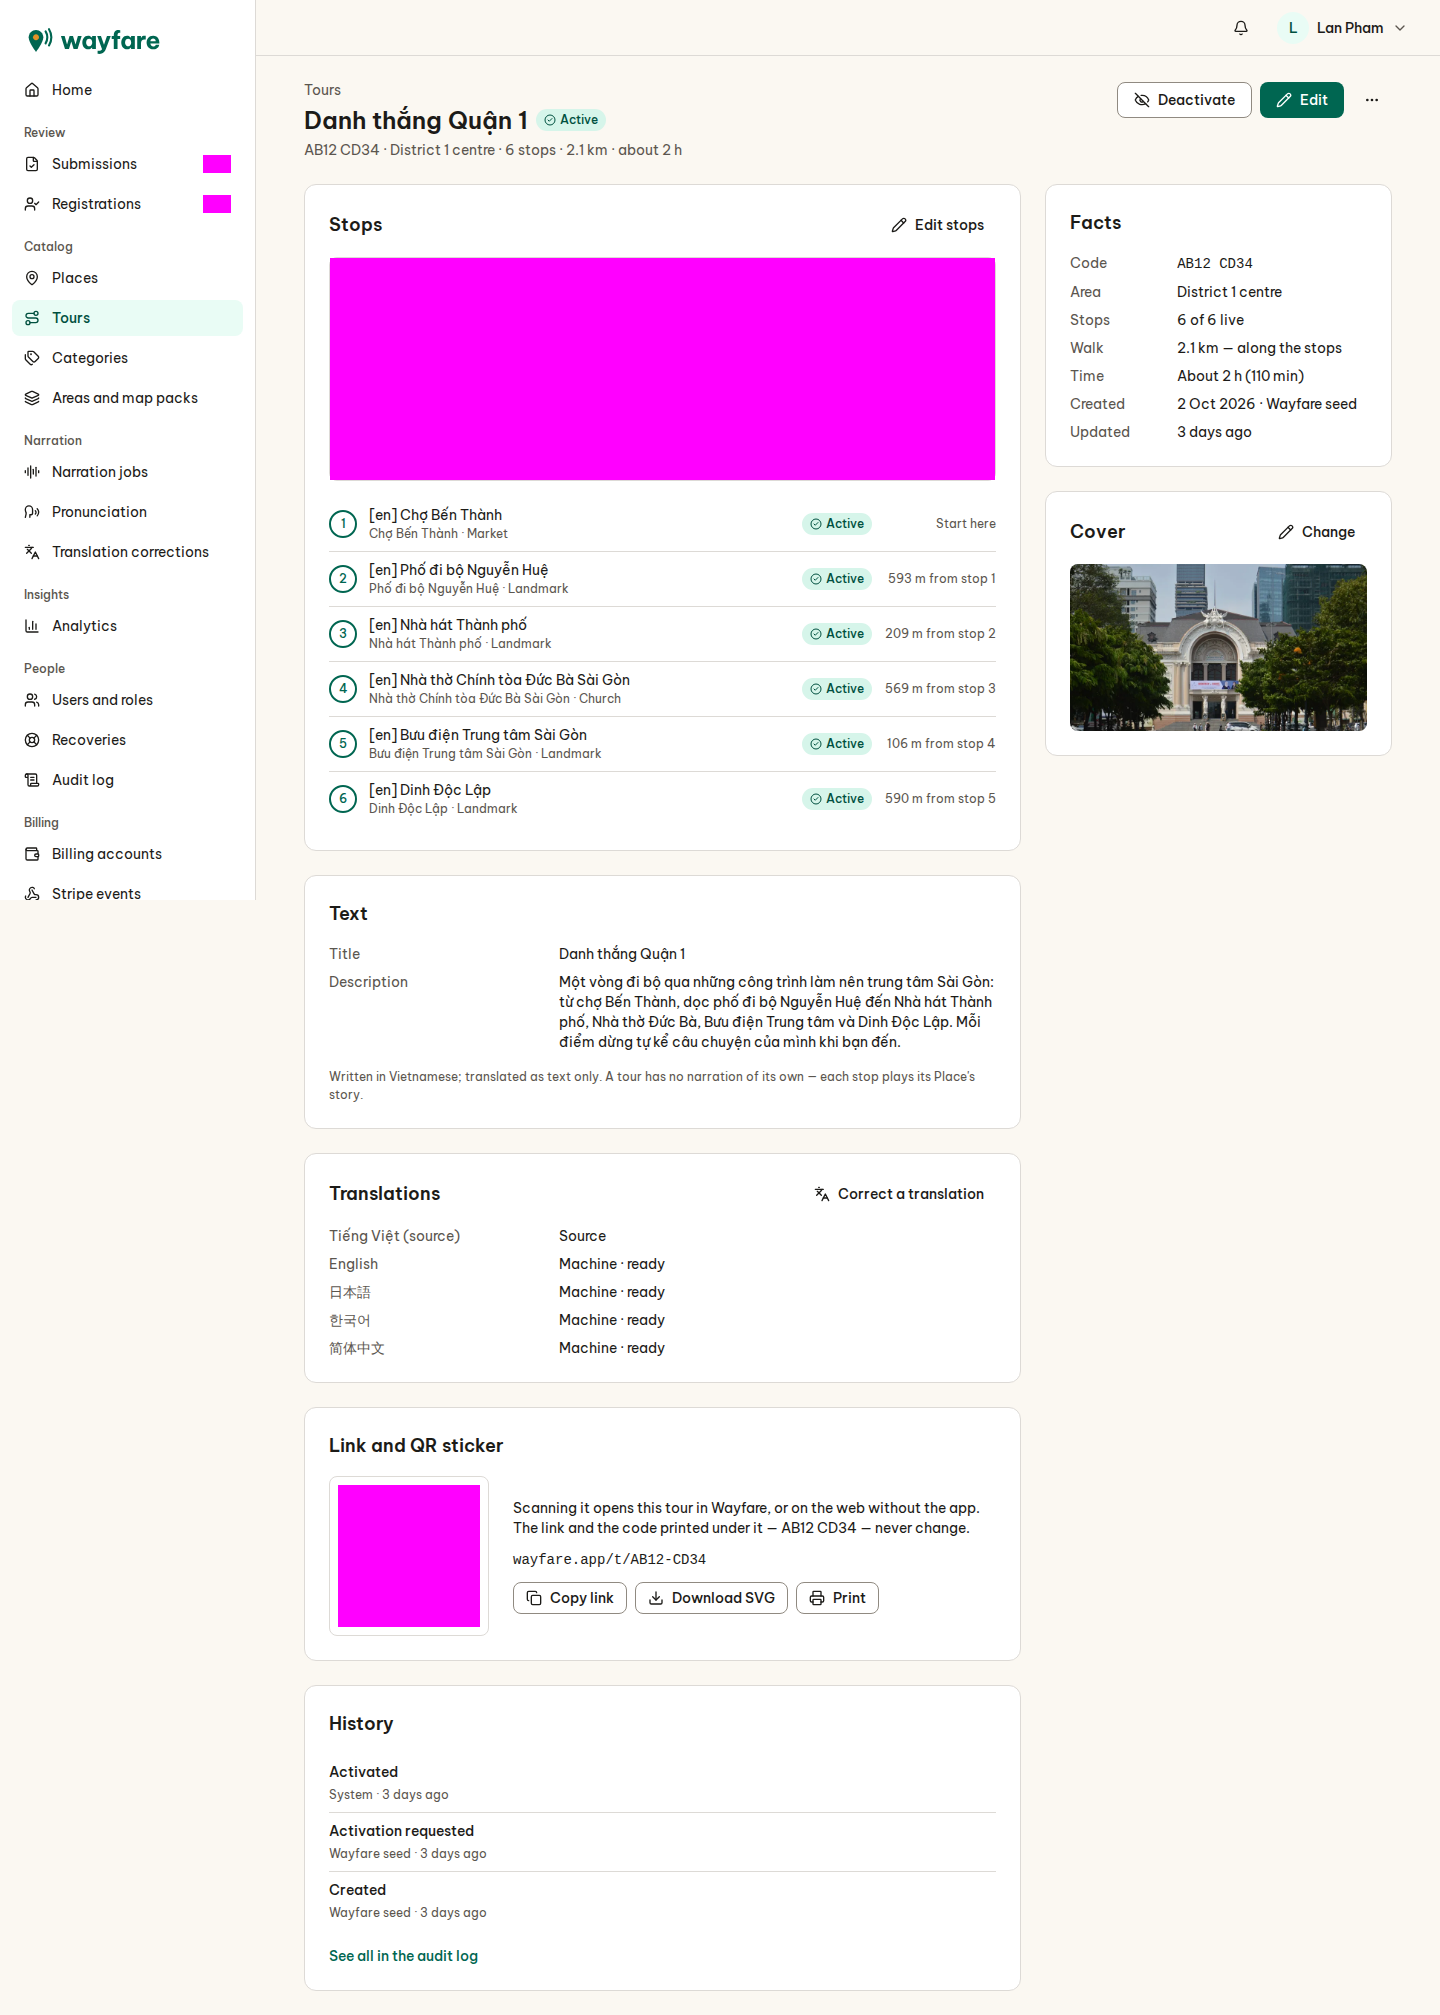 wayfare
Home
Review
Submissions
Registrations
Catalog
Places
Tours
Categories
Areas and map packs
Narration
Narration jobs
Pronunciation
Translation corrections
Insights
Analytics
People
Users and roles
Recoveries
Audit log
Billing
Billing accounts
Stripe events
L Lan Pham
Tours
Danh thắng Quận 1 Active
AB12 CD34 · District 1 centre · 6 stops · 2.1 km · about 2 h
Deactivate Edit
Stops Edit stops
1 [en] Chợ Bến Thành Active Start here
Chợ Bến Thành · Market
2 [en] Phố đi bộ Nguyễn Huệ Active 593 m from stop 1
Phố đi bộ Nguyễn Huệ · Landmark
3 [en] Nhà hát Thành phố Active 209 m from stop 2
Nhà hát Thành phố · Landmark
4 [en] Nhà thờ Chính tòa Đức Bà Sài Gòn Active 569 m from stop 3
Nhà thờ Chính tòa Đức Bà Sài Gòn · Church
5 [en] Bưu điện Trung tâm Sài Gòn Active 106 m from stop 4
Bưu điện Trung tâm Sài Gòn · Landmark
6 [en] Dinh Độc Lập Active 590 m from stop 5
Dinh Độc Lập · Landmark
Facts
Code AB12 CD34
Area District 1 centre
Stops 6 of 6 live
Walk 2.1 km — along the stops
Time About 2 h (110 min)
Created 2 Oct 2026 · Wayfare seed
Updated 3 days ago
Cover Change
Text
Title Danh thắng Quận 1
Description Một vòng đi bộ qua những công trình làm nên trung tâm Sài Gòn:
từ chợ Bến Thành, dọc phố đi bộ Nguyễn Huệ đến Nhà hát Thành
phố, Nhà thờ Đức Bà, Bưu điện Trung tâm và Dinh Độc Lập. Mỗi
điểm dừng tự kể câu chuyện của mình khi bạn đến.
Written in Vietnamese; translated as text only. A tour has no narration of its own — each stop plays its Place's
story.
Translations Correct a translation
Tiếng Việt (source) Source
English Machine · ready
日本語 Machine · ready
한국어 Machine · ready
简体中文 Machine · ready
Link and QR sticker
Scanning it opens this tour in Wayfare, or on the web without the app.
The link and the code printed under it — AB12 CD34 — never change.
wayfare.app/t/AB12-CD34
Copy link Download SVG Print
History
Activated
System · 3 days ago
Activation requested
Wayfare seed · 3 days ago
Created
Wayfare seed · 3 days ago
See all in the audit log